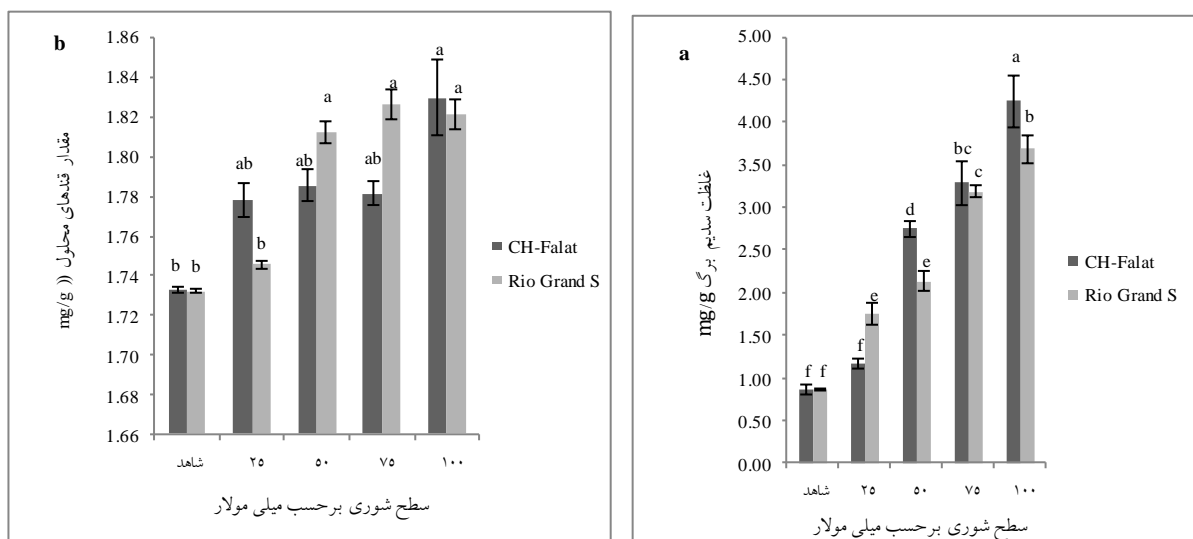 b
مقدار قندهای محلول (( mg/g
1.86
1.84
1.82
1.80
1.78
1.76
1.74
1.72
1.70
1.68
1.66
b b
ab b
ab a
ab a
a a
شاهد ۲۵ ۵۰ ۷۵ ۱۰۰
سطح شوری برحسب میلی مولار
CH-Falat
Rio Grand S
a
غلظت سدیم برگ mg/g
5.00
4.50
4.00
3.50
3.00
2.50
2.00
1.50
1.00
0.50
0.00
f f
f e
d e
bc c
a b
شاهد ۲۵ ۵۰ ۷۵ ۱۰۰
سطح شوری برحسب میلی مولار
CH-Falat
Rio Grand S